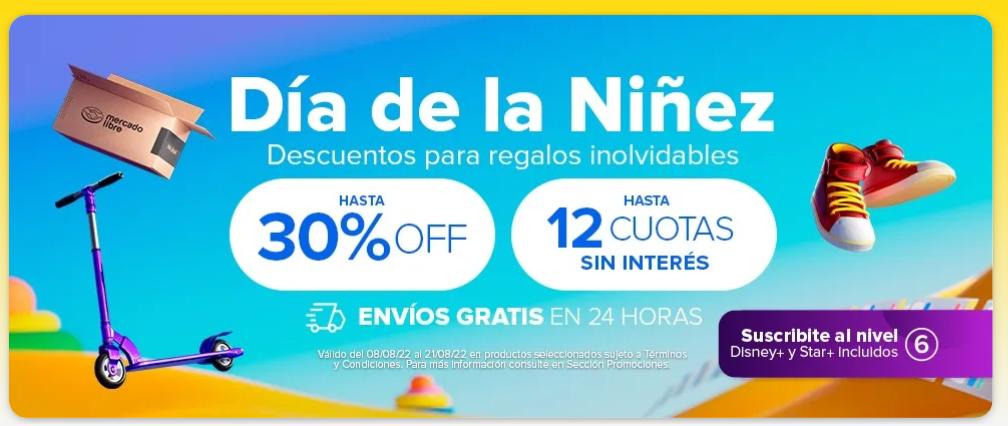 mercado
libre
Día de la Niñez
Descuentos para regalos inolvidables
HASTA
30% OFF
HASTA
12 CUOTAS
SIN INTERÉS
ENVÍOS GRATIS EN 24 HORAS
Válido del 08/08/22 al 21/08/22 en productos seleccionados sujeto a Términos
y Condiciones. Para más información consulte en Sección Promociones.
Suscribite al nivel 6
Disney+ y Star+ Incluidos